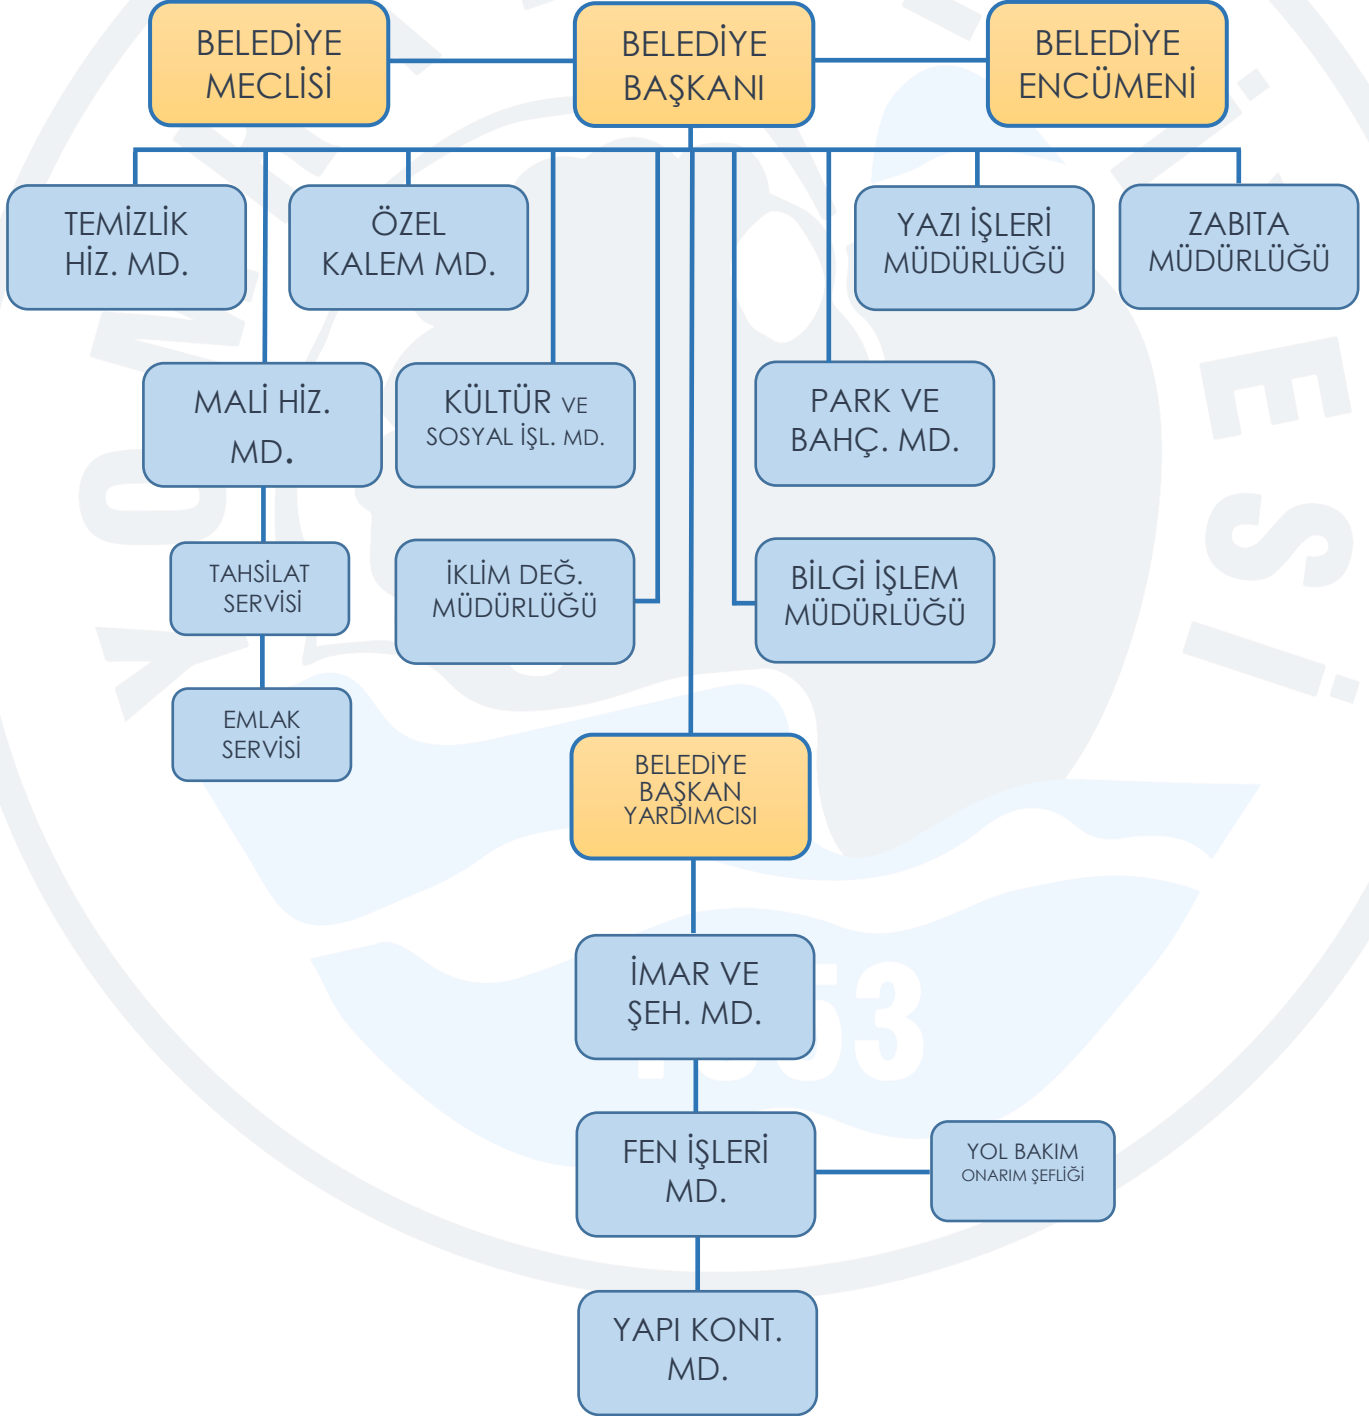 BELEDİYE
MECLİSİ
BELEDİYE
BAŞKANI
BELEDİYE
ENCÜMENİ
TEMİZLİK
HİZ. MD.
ÖZEL
KALEM MD.
YAZI İŞLERİ
MÜDÜRLÜĞÜ
ZABITA
MÜDÜRLÜĞÜ
MALİ HİZ.
MD.
KÜLTÜR VE
SOSYAL İŞL. MD.
PARK VE
BAHÇ. MD.
TAHSİLAT
SERVİSİ
İKLİM DEĞ.
MÜDÜRLÜĞÜ
BİLGİ İŞLEM
MÜDÜRLÜĞÜ
EMLAK
SERVİSİ
BELEDİYE
BAŞKAN
YARDIMCISI
İMAR VE
ŞEH. MD.
FEN İŞLERİ
MD.
YOL BAKIM
ONARIM ŞEFLİĞİ
YAPI KONT.
MD.